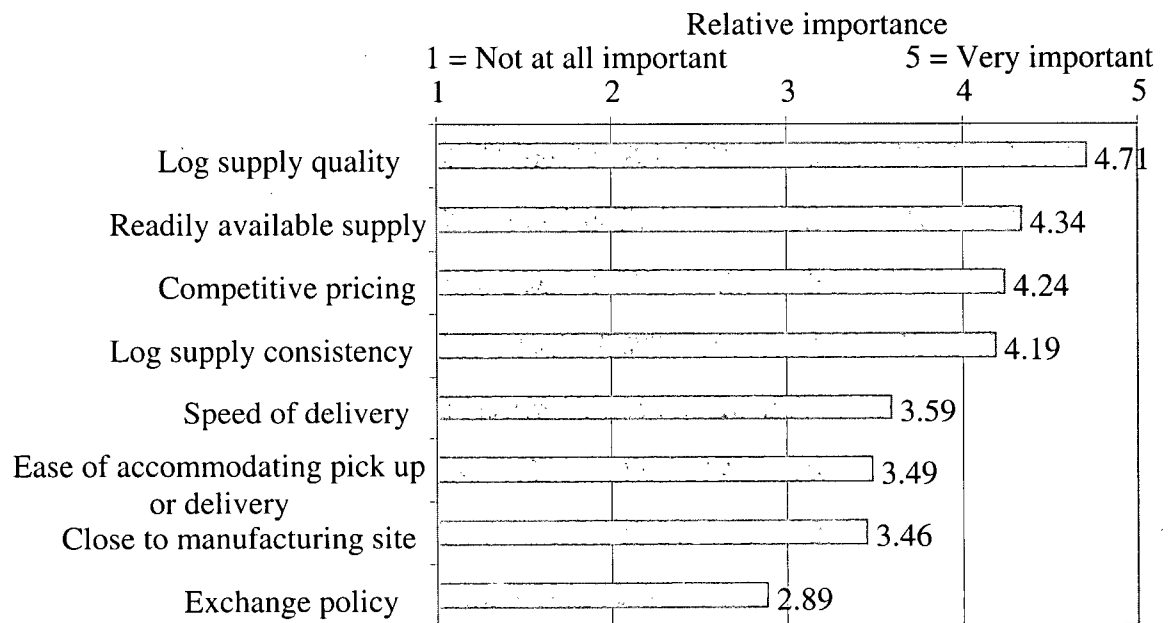 Relative importance
1 = Not at all important 5 = Very important
1 2 3 4 5
Log supply quality 4.71
Readily available supply 4.34
Competitive pricing 4.24
Log supply consistency 4.19
Speed of delivery 3.59
Ease of accommodating pick up
or delivery 3.49
Close to manufacturing site 3.46
Exchange policy 2.89